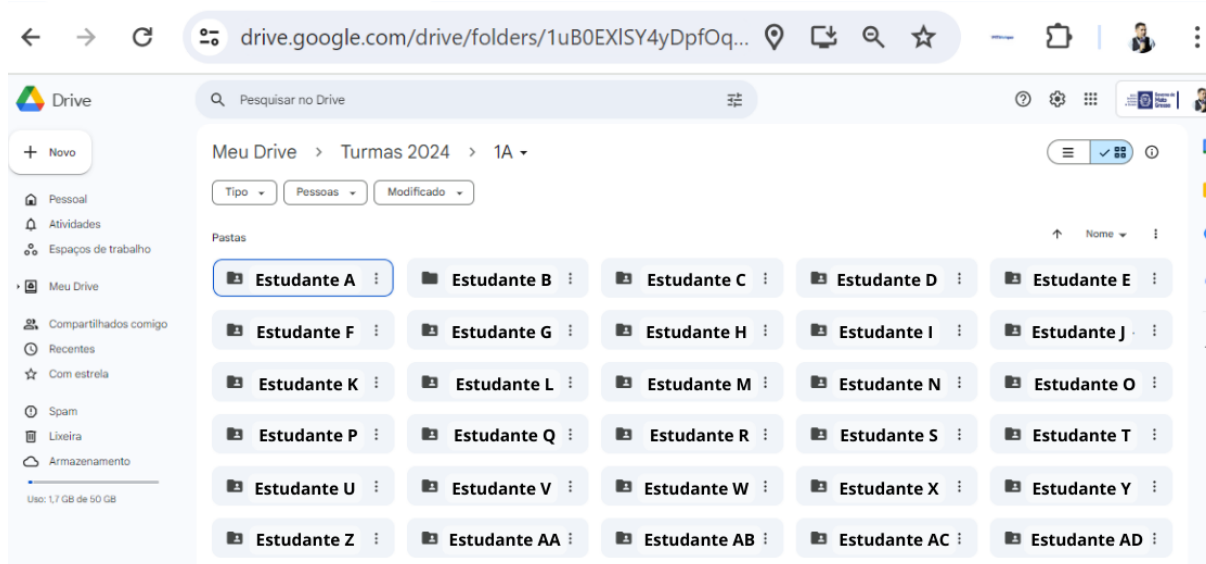 drive.google.com/drive/folders/1uB0EXlSY4yDpfOq...
Drive
Pesquisar no Drive
Novo
Meu Drive > Turmas 2024 > 1A
Tipo Pessoas Modificado
Pessoal
Atividades
Espaços de trabalho
Meu Drive
Compartilhados comigo
Recentes
Com estrela
Spam
Lixeira
Armazenamento
Uso: 1,7 GB de 50 GB
Pastas Nome
Estudante A Estudante B Estudante C Estudante D Estudante E
Estudante F Estudante G Estudante H Estudante I Estudante J
Estudante K Estudante L Estudante M Estudante N Estudante O
Estudante P Estudante Q Estudante R Estudante S Estudante T
Estudante U Estudante V Estudante W Estudante X Estudante Y
Estudante Z Estudante AA Estudante AB Estudante AC Estudante AD